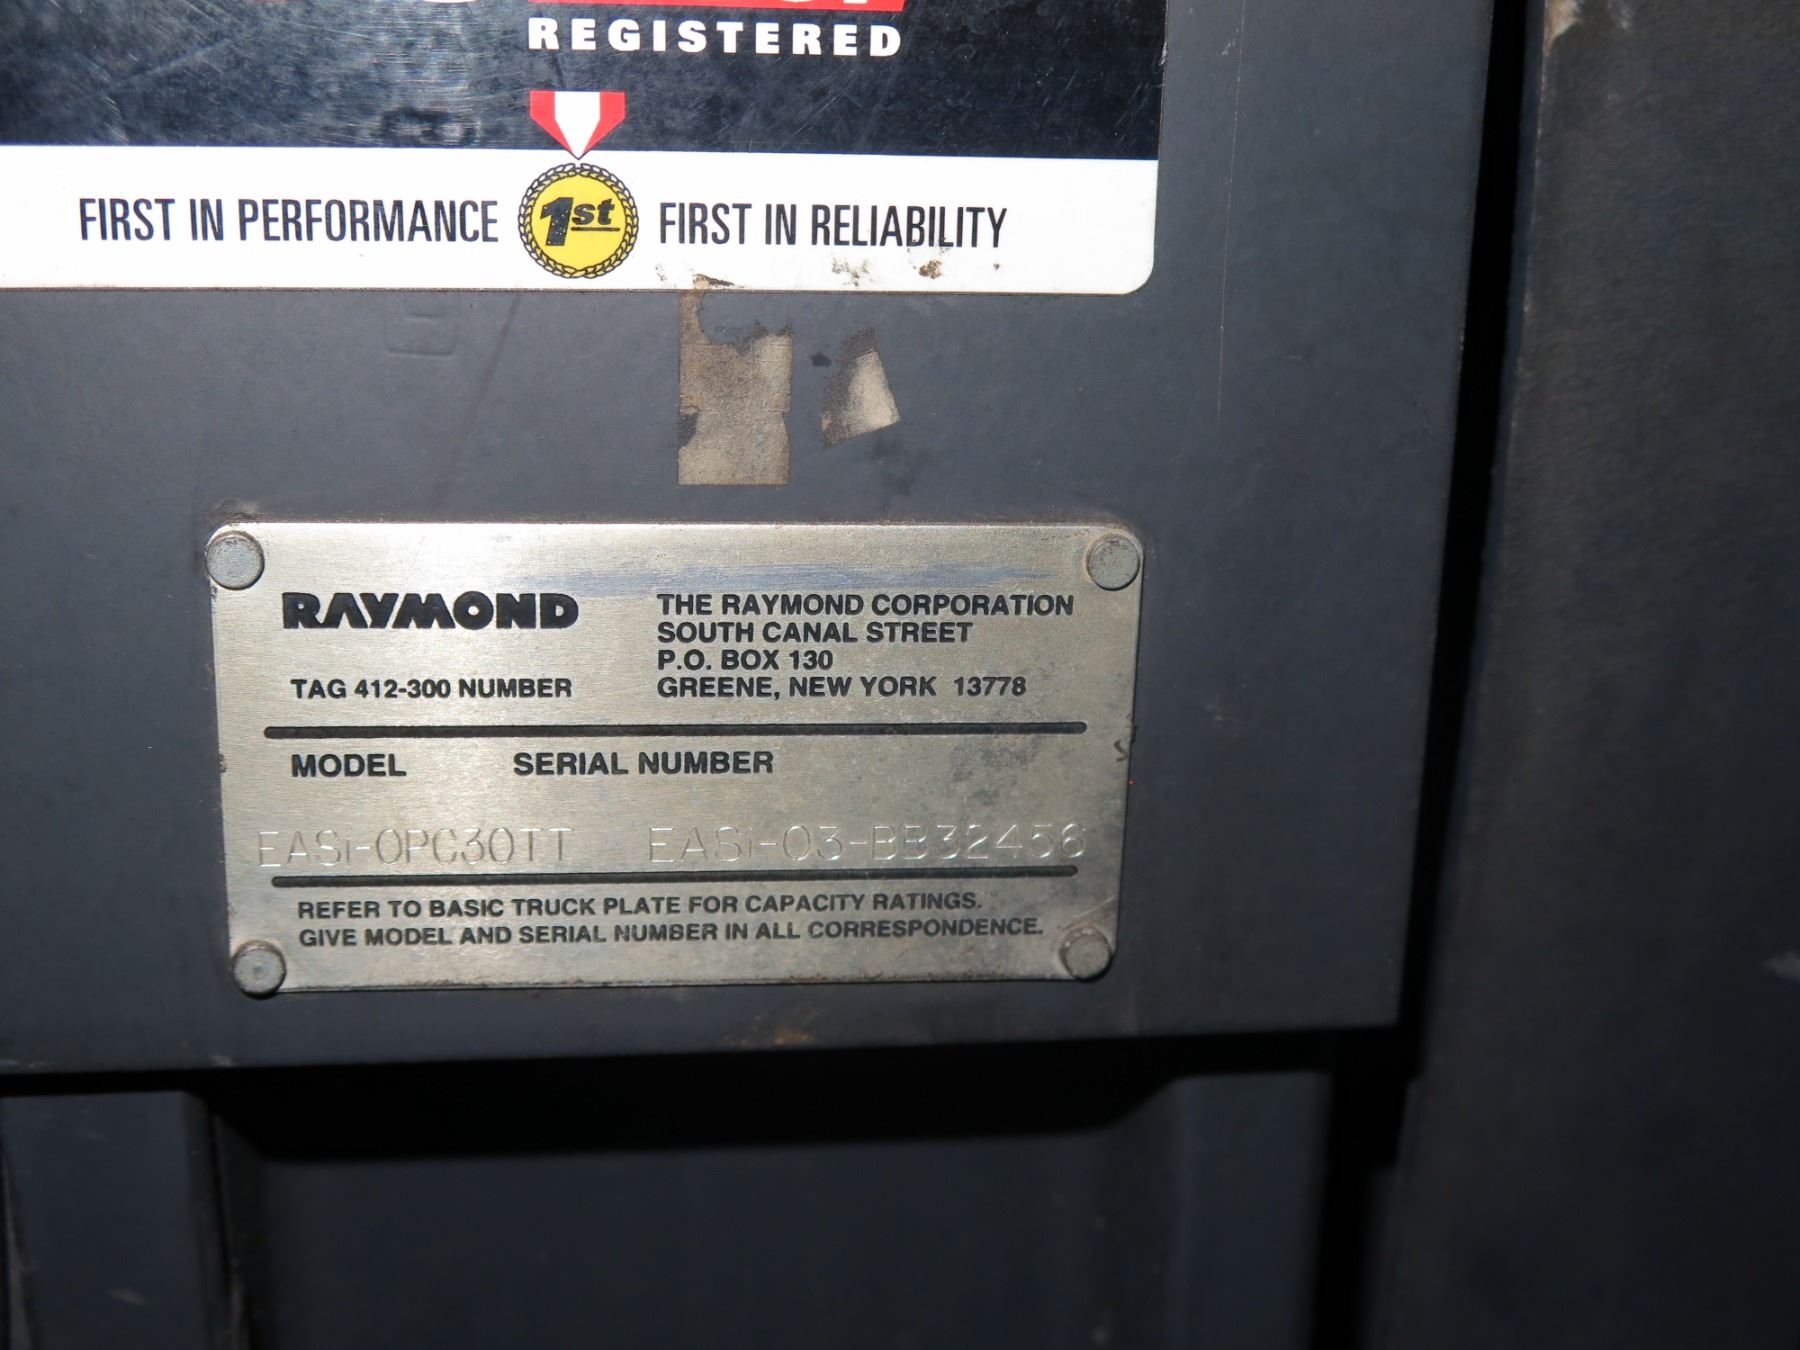 REGISTERED
FIRST IN PERFORMANCE 1st FIRST IN RELIABILITY
RAYMOND
TAG 412-300 NUMBER
THE RAYMOND CORPORATION
SOUTH CANAL STREET
P.O. BOX 130
GREENE, NEW YORK 13778
MODEL SERIAL NUMBER
EASi-OPC30TT EASi-03-BB32456
REFER TO BASIC TRUCK PLATE FOR CAPACITY RATINGS.
GIVE MODEL AND SERIAL NUMBER IN ALL CORRESPONDENCE.